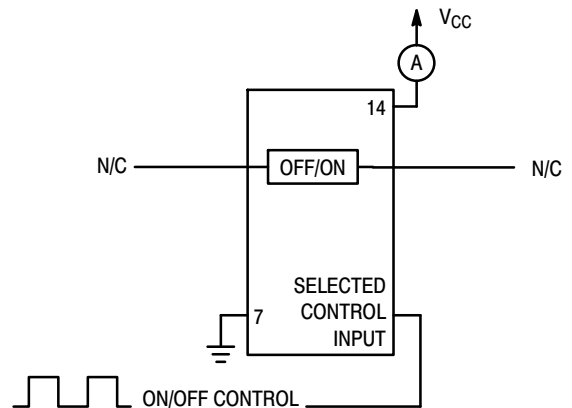 VCC
A
14
N/C
OFF/ON
N/C
SELECTED
7
CONTROL
INPUT
ON/OFF CONTROL